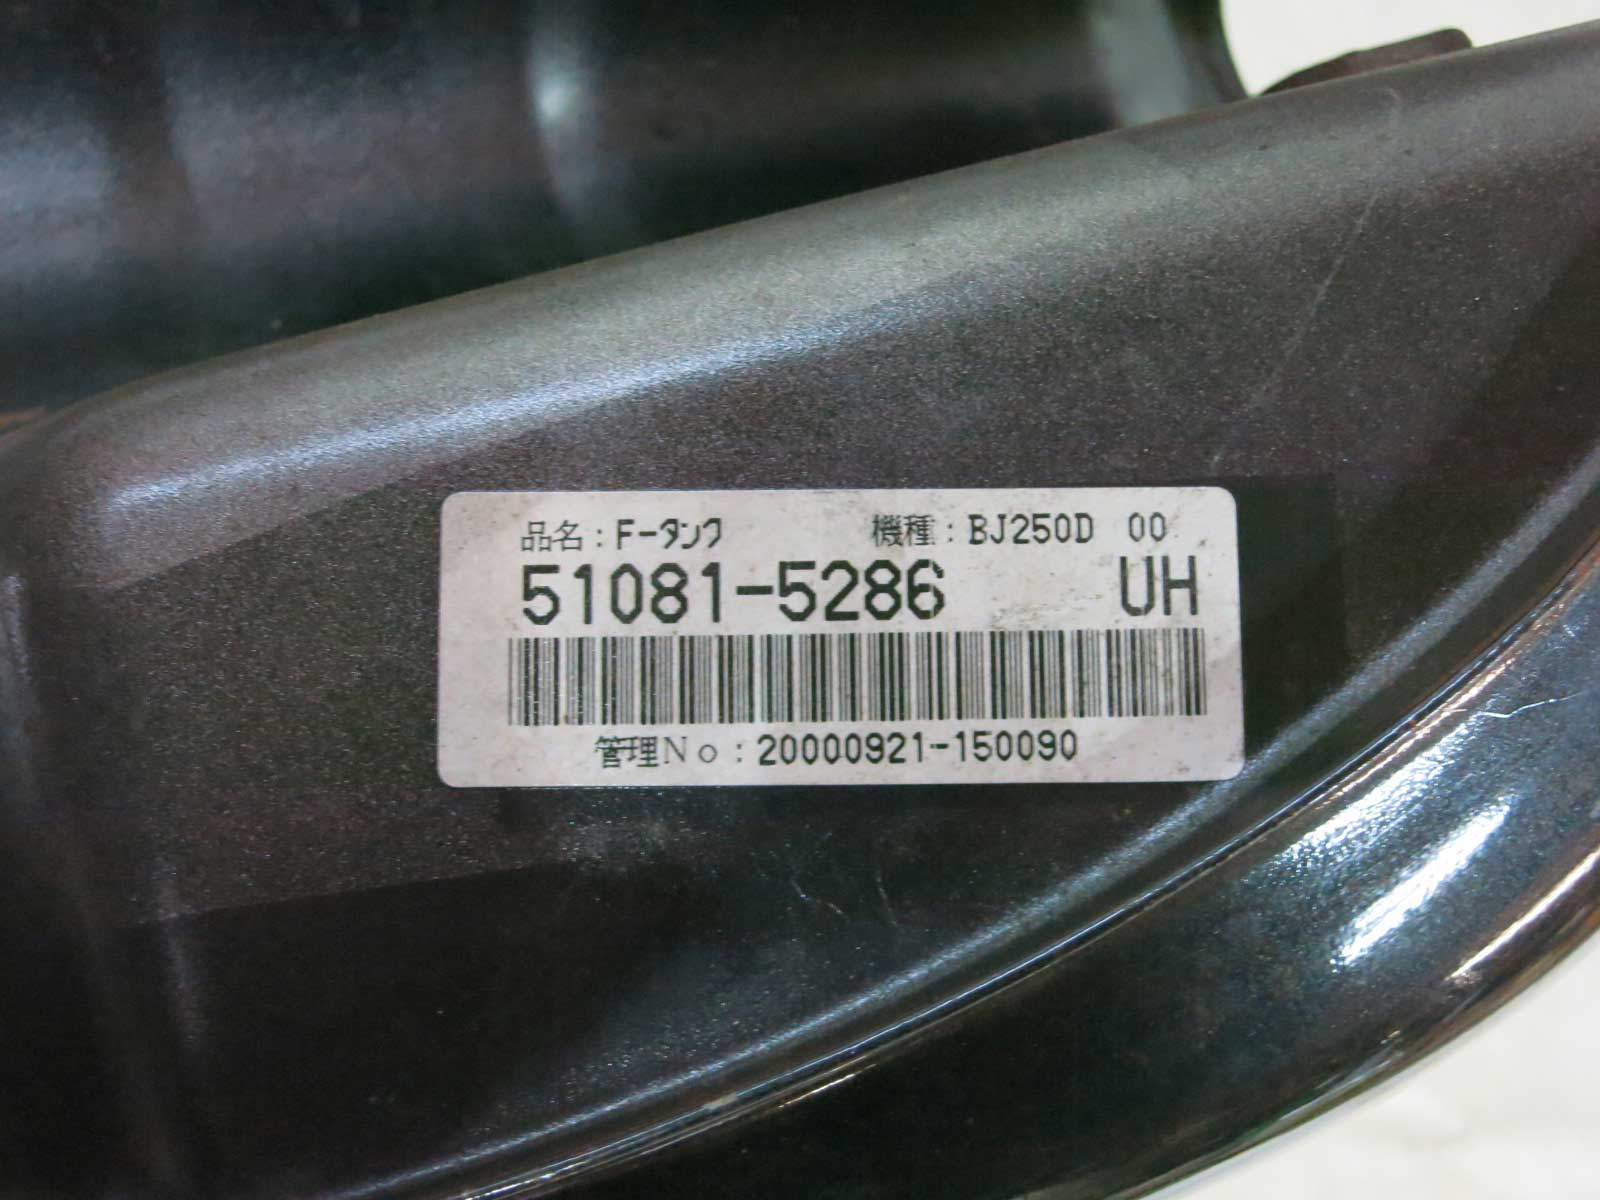 品名：F-タンク 機種：BJ250D 00
51081-5286 UH
管理No：20000921-150090